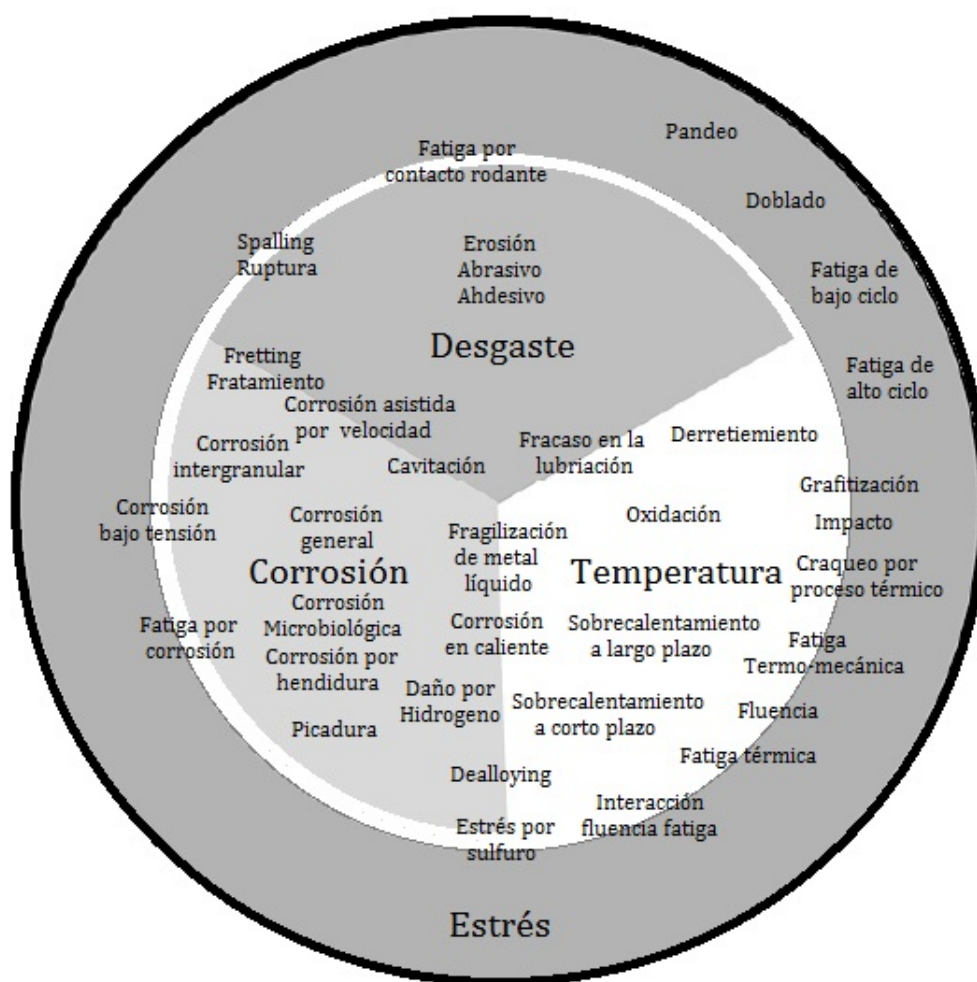 Pandeo
Fatiga por
contacto rodante
Doblado
Spalling
Ruptura
Erosión
Abrasivo
Ahdesivo
Fatiga de
bajo ciclo
Desgaste
Fretting
Fratamiento
Fatiga de
alto ciclo
Corrosión asistida
por velocidad
Corrosión
intergranular
Cavitación
Fracaso en la
lubriación
Derretiemiento
Grafitización
Corrosión
bajo tensión
Corrosión
general
Fragilización
de metal
líquido
Oxidación
Impacto
Corrosión
Temperatura
Craqueo por
proceso térmico
Corrosión
Microbiológica
Fatiga por
corrosión
Corrosión
en caliente
Sobrecalentamiento
a largo plazo
Fatiga
Termo-mecánica
Corrosión por
hendidura
Daño por
Hidrogeno
Sobrecalentamiento
a corto plazo
Fluencia
Picadura
Fatiga térmica
Dealloying
Interacción
fluencia fatiga
Estrés por
sulfuro
Estrés